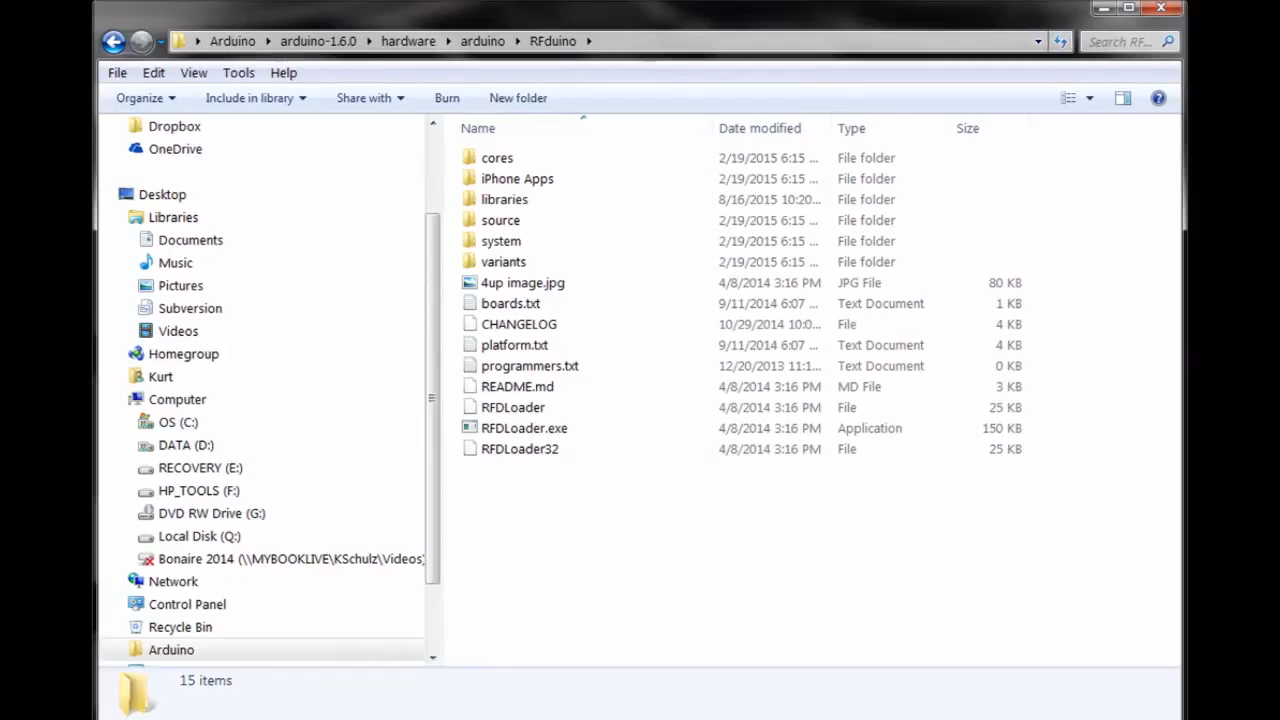 Arduino arduino-1.6.0 hardware arduino RFduino Search RF...
File Edit View Tools Help
Organize Include in library Share with Burn New folder
Dropbox
OneDrive
Desktop
Libraries
Documents
Music
Pictures
Subversion
Videos
Homegroup
Kurt
Computer
OS (C:)
DATA (D:)
RECOVERY (E:)
HP_TOOLS (F:)
DVD RW Drive (G:)
Local Disk (Q:)
Bonaire 2014 (\\MYBOOKLIVE\KSchulz\Videos)
Network
Control Panel
Recycle Bin
Arduino
Name Date modified Type Size
cores 2/19/2015 6:15 ... File folder
iPhone Apps 2/19/2015 6:15 ... File folder
libraries 8/16/2015 10:20... File folder
source 2/19/2015 6:15 ... File folder
system 2/19/2015 6:15 ... File folder
variants 2/19/2015 6:15 ... File folder
4up image.jpg 4/8/2014 3:16 PM JPG File 80 KB
boards.txt 9/11/2014 6:07 ... Text Document 1 KB
CHANGELOG 10/29/2014 10:0... File 4 KB
platform.txt 9/11/2014 6:07 ... Text Document 4 KB
programmers.txt 12/20/2013 11:1... Text Document 0 KB
README.md 4/8/2014 3:16 PM MD File 3 KB
RFDLoader 4/8/2014 3:16 PM File 25 KB
RFDLoader.exe 4/8/2014 3:16 PM Application 150 KB
RFDLoader32 4/8/2014 3:16 PM File 25 KB
15 items